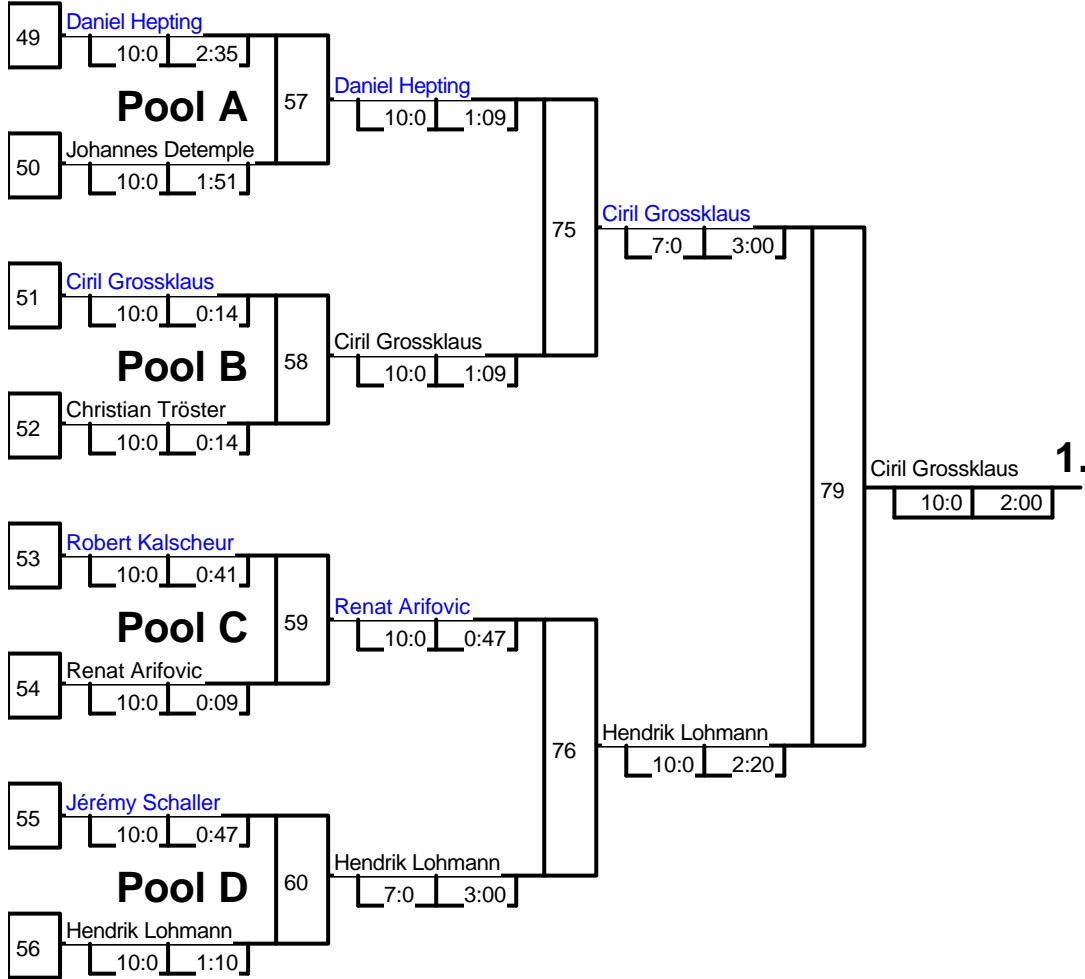 49 Daniel Hepting
10:0 2:35
Pool A
57 Daniel Hepting
10:0 1:09
50 Johannes Detemple
10:0 1:51
75 Ciril Grossklaus
7:0 3:00
51 Ciril Grossklaus
10:0 0:14
Pool B
58 Ciril Grossklaus
10:0 1:09
52 Christian Tröster
10:0 0:14
79 Ciril Grossklaus 1.
10:0 2:00
53 Robert Kalscheur
10:0 0:41
Pool C
59 Renat Arifovic
10:0 0:47
54 Renat Arifovic
10:0 0:09
76 Hendrik Lohmann
10:0 2:20
55 Jérémy Schaller
10:0 0:47
Pool D
60 Hendrik Lohmann
7:0 3:00
56 Hendrik Lohmann
10:0 1:10